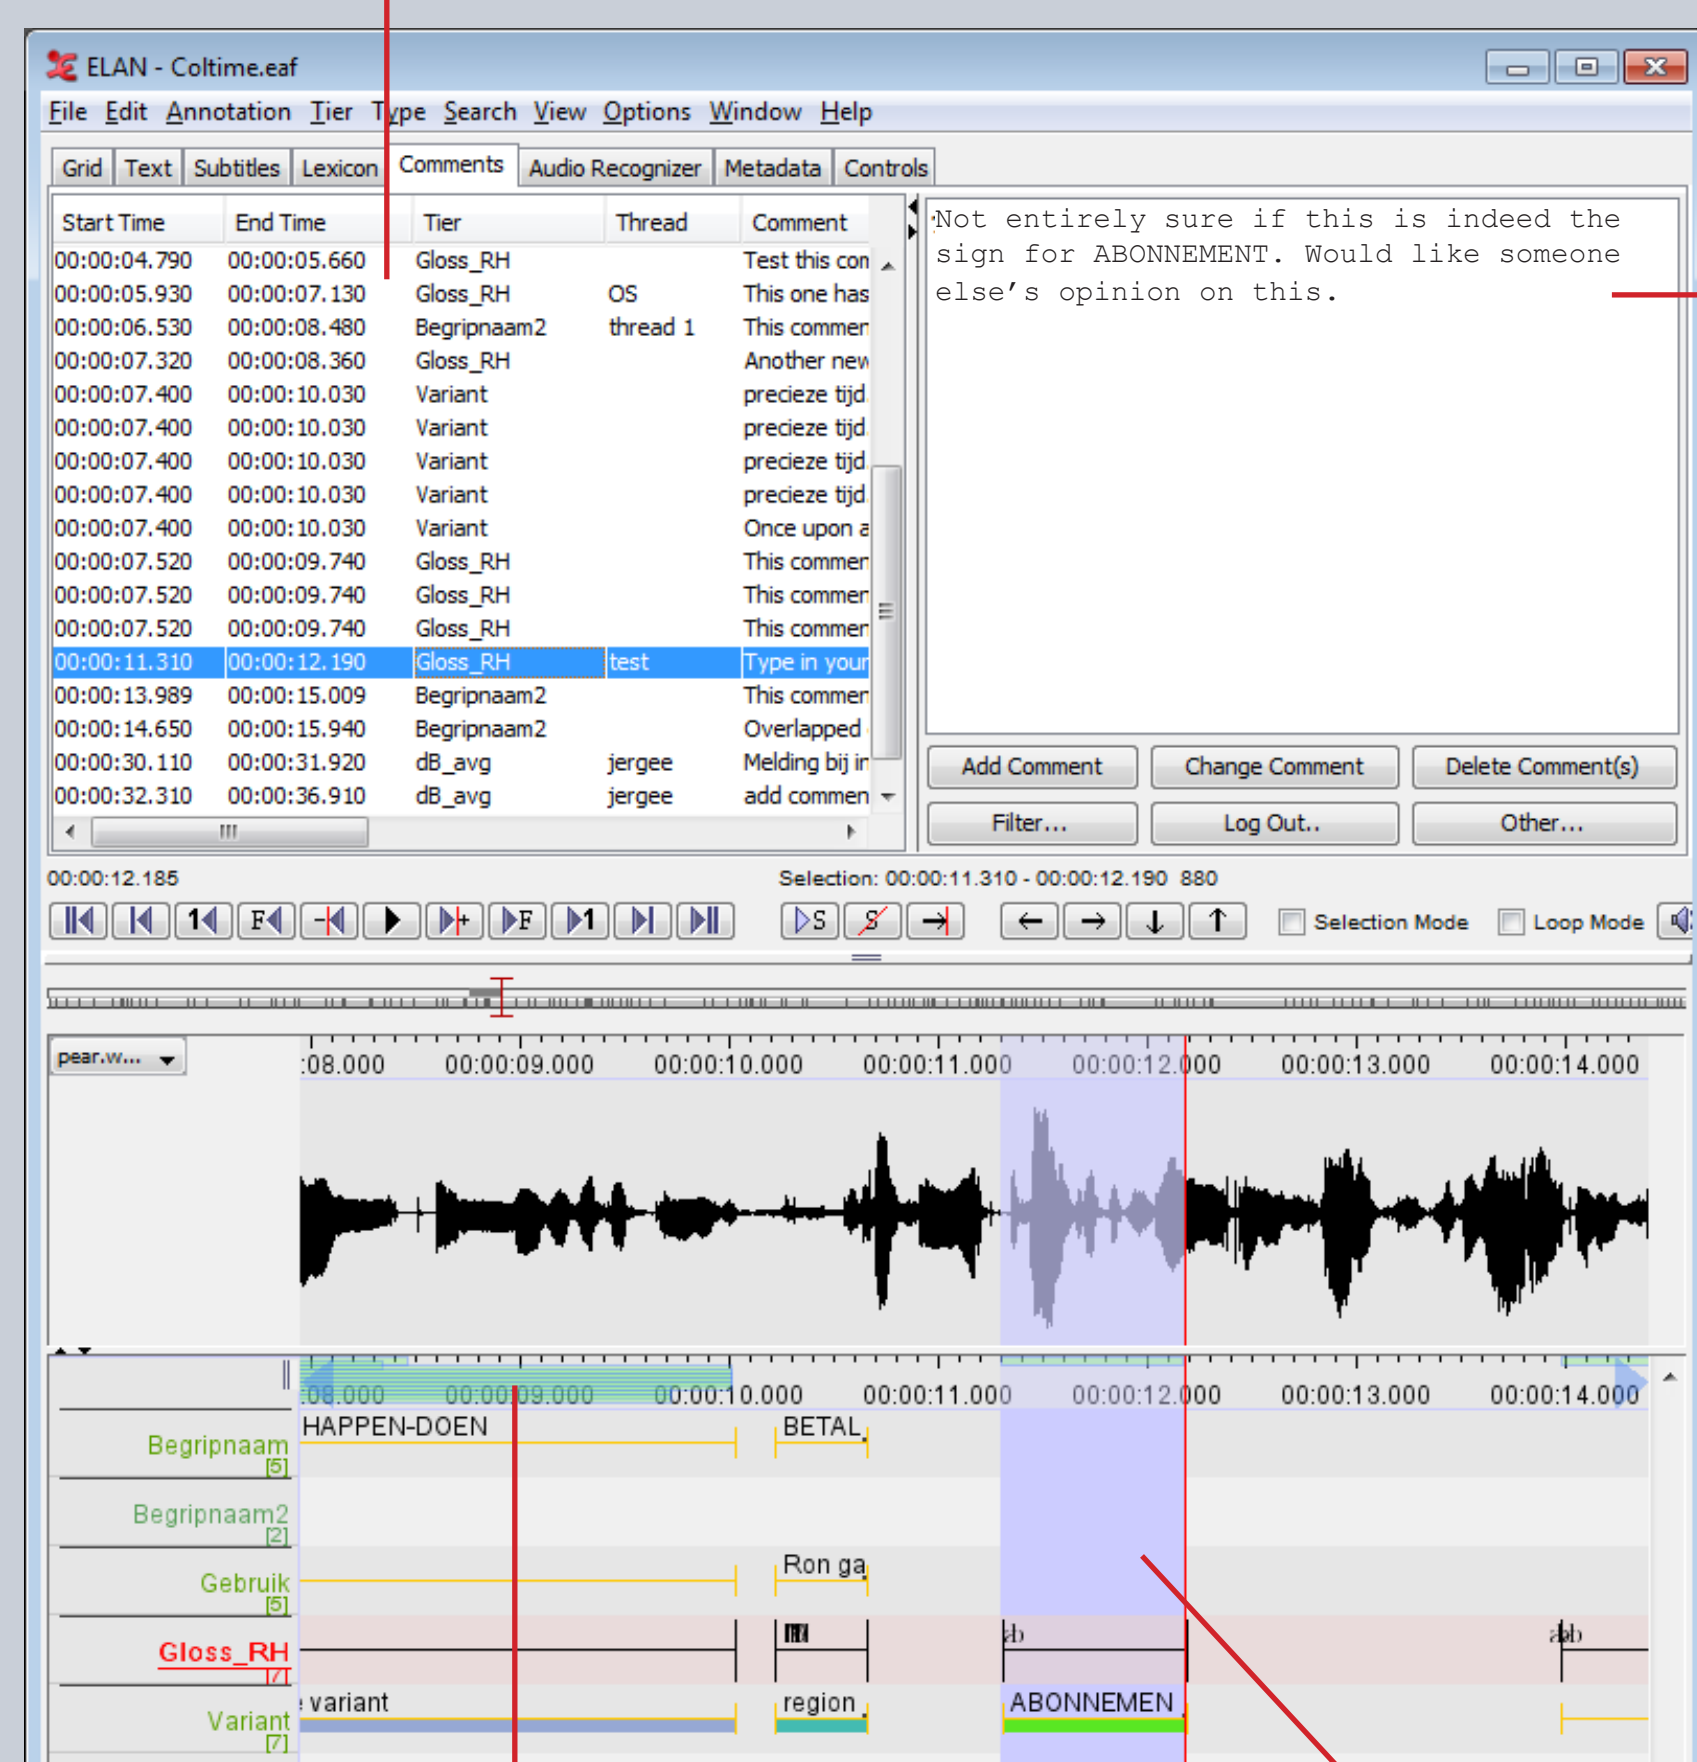 ELAN - Coltime.eaf
File Edit Annotation Tier Type Search View Options Window Help
Grid Text Subtitles Lexicon Comments Audio Recognizer Metadata Controls
Start Time End Time Tier Thread Comment
00:00:04.790 00:00:05.660 Gloss_RH Test this com
00:00:05.930 00:00:07.130 Gloss_RH OS This one has
00:00:06.530 00:00:08.480 Begripnaam2 thread 1 This commen
00:00:07.320 00:00:08.360 Gloss_RH Another new
00:00:07.400 00:00:10.030 Variant precieze tijd
00:00:07.400 00:00:10.030 Variant precieze tijd
00:00:07.400 00:00:10.030 Variant precieze tijd
00:00:07.400 00:00:10.030 Variant precieze tijd
00:00:07.400 00:00:10.030 Variant Once upon a
00:00:07.520 00:00:09.740 Gloss_RH This commen
00:00:07.520 00:00:09.740 Gloss_RH This commen
00:00:07.520 00:00:09.740 Gloss_RH This commen
00:00:11.310 00:00:12.190 Gloss_RH test Type in your
00:00:13.989 00:00:15.009 Begripnaam2 This commen
00:00:14.650 00:00:15.940 Begripnaam2 Overlapped
00:00:30.110 00:00:31.920 dB_avg jergee Melding bij in
00:00:32.310 00:00:36.910 dB_avg jergee add commen
Not entirely sure if this is indeed the
sign for ABONNEMENT. Would like someone
else's opinion on this.
Add Comment Change Comment Delete Comment(s)
Filter... Log Out.. Other...
00:00:12.185 Selection: 00:00:11.310 - 00:00:12.190 880
1 F S S Selection Mode Loop Mode
F 1
pear.w...
:08.000 00:00:09.000 00:00:10.000 00:00:11.000 00:00:12.000 00:00:13.000 00:00:14.000
:08.000 00:00:09.000 00:00:10.000 00:00:11.000 00:00:12.000 00:00:13.000 00:00:14.000
Begripnaam [5] HAPPEN-DOEN BETAL
Begripnaam2 [2]
Gebruik [5] Ron ga
Gloss_RH [7] ab
Variant [7] variant region ABONNEMEN